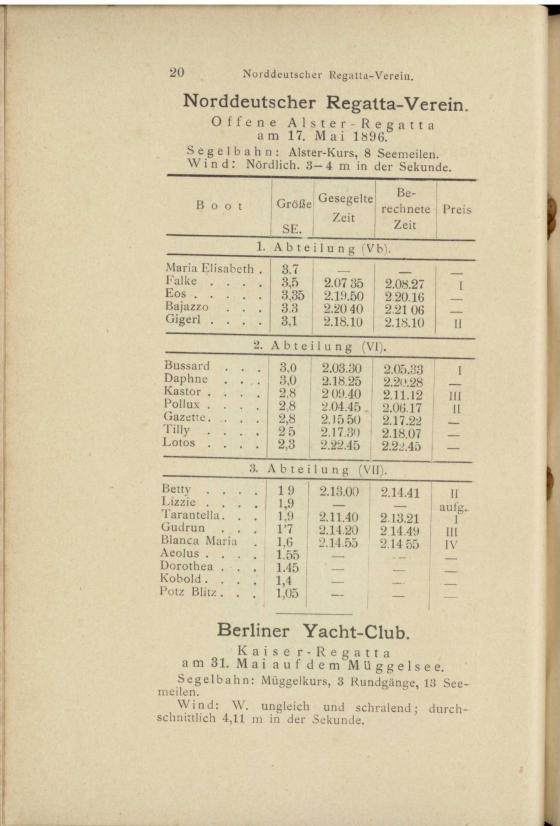 20 Norddeutscher Regatta-Verein.
Norddeutscher Regatta-Verein.
Offene Alster-Regatta
am 17. Mai 1896.
Segelbahn: Alster-Kurs, 8 Seemeilen.
Wind: Nördlich. 3—4 m in der Sekunde.
Boot Größe SE. Gesegelte Zeit Be-rechnete Zeit Preis
1. Abteilung (Vb).
Maria Elisabeth . 3.7 — — —
Falke . . . . 3,5 2.07 35 2.08.27 I
Eos . . . . . 3,35 2.19.50 2 20.16 —
Bajazzo . . . 3.3 2.20 40 2.21 06 —
Gigerl . . . . 3,1 2.18.10 2.18.10 II
2. Abteilung (VI).
Bussard . . . 3,0 2.03.30 2.05.33 I
Daphne . . . 3,0 2.18.25 2.20.28 —
Kastor . . . . 2,8 2 09.40 2.11.12 III
Pollux . . . . 2,8 2.04.45 2.06.17 II
Gazette . . . . 2,8 2.15 50 2.17.22 —
Tilly . . . . 2 5 2.17.30 2.18.07 —
Lotos . . . . 2,3 2.22.45 2.22.45 —
3. Abteilung (VII).
Betty . . . . 1 9 2.13.00 2.14.41 II
Lizzie . . . . 1,9 — — aufg.
Tarantella . . . 1,9 2.11.40 2.13.21 I
Gudrun . . . 1'7 2.14.20 2 14.49 III
Blanca Maria . 1,6 2.14.55 2.14 55 IV
Aeolus . . . . 1.55 — — —
Dorothea . . . 1.45 — — —
Kobold . . . . 1,4 — — —
Potz Blitz . . . 1,05 — — —
Berliner Yacht-Club.
Kaiser-Regatta
am 31. Mai auf dem Müggelsee.
Segelbahn: Müggelkurs, 3 Rundgänge, 13 See-
meilen.
Wind: W. ungleich und schralend; durch-
schnittlich 4,11 m in der Sekunde.